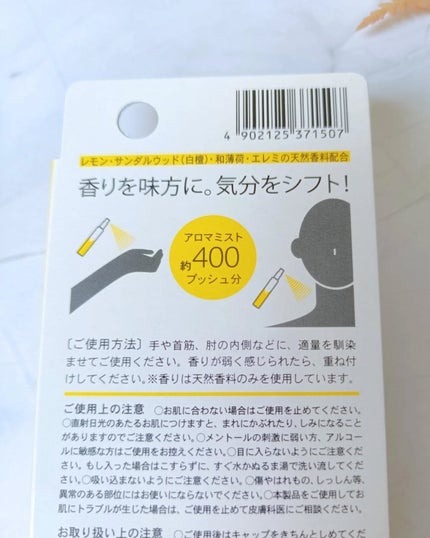 4 902125 371507
レモン・サンダルウッド(白檀)・和薄荷・エレミの天然香料配合
香りを味方に。気分をシフト!
アロマミスト
約400
プッシュ分
〔ご使用方法〕手や首筋、肘の内側などに、適量を馴染
ませてご使用ください。香りが弱く感じられたら、重ね付
けしてください。※香りは天然香料のみを使用しています。
ご使用上の注意 ○お肌に合わない場合はご使用を止めてください。
○直射日光のあたるお肌につけますと、まれにかぶれたり、しみになること
がありますのでご注意ください。○メントールの刺激に弱い方、アルコー
ルに敏感な方はご使用をお控えください。○目に入らないようにご注意くださ
い。もし入った場合はこすらずに、すぐ水かぬるま湯で洗い流してくだ
さい。○吸い込まないようにご注意ください。○傷やはれもの、しっしん等、
異常のある部位にはお使いにならないでください。○本製品をご使用してお
肌にトラブルが生じた場合は、ご使用を止めて皮膚科医にご相談ください。
お取り扱い上の注意 ○ご使用後はキャップをきちんとしめてくだ